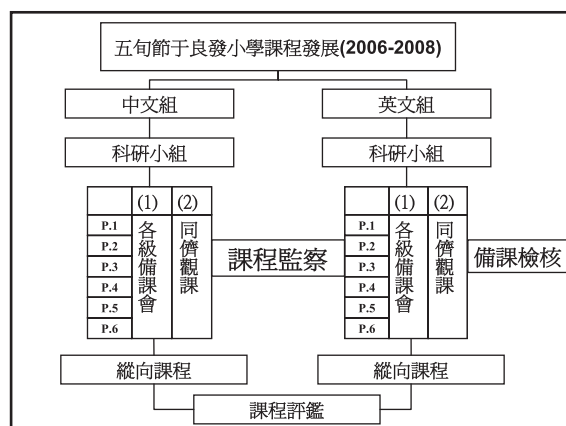 五旬節于良發小學課程發展(2006-2008)
中文組
英文組
科研小組
科研小組
(1) (2)
P.1
P.2
P.3
P.4
P.5
P.6
各級備課會
同儕觀課
課程監察
(1) (2)
P.1
P.2
P.3
P.4
P.5
P.6
各級備課會
同儕觀課
備課檢核
縱向課程
縱向課程
課程評鑑